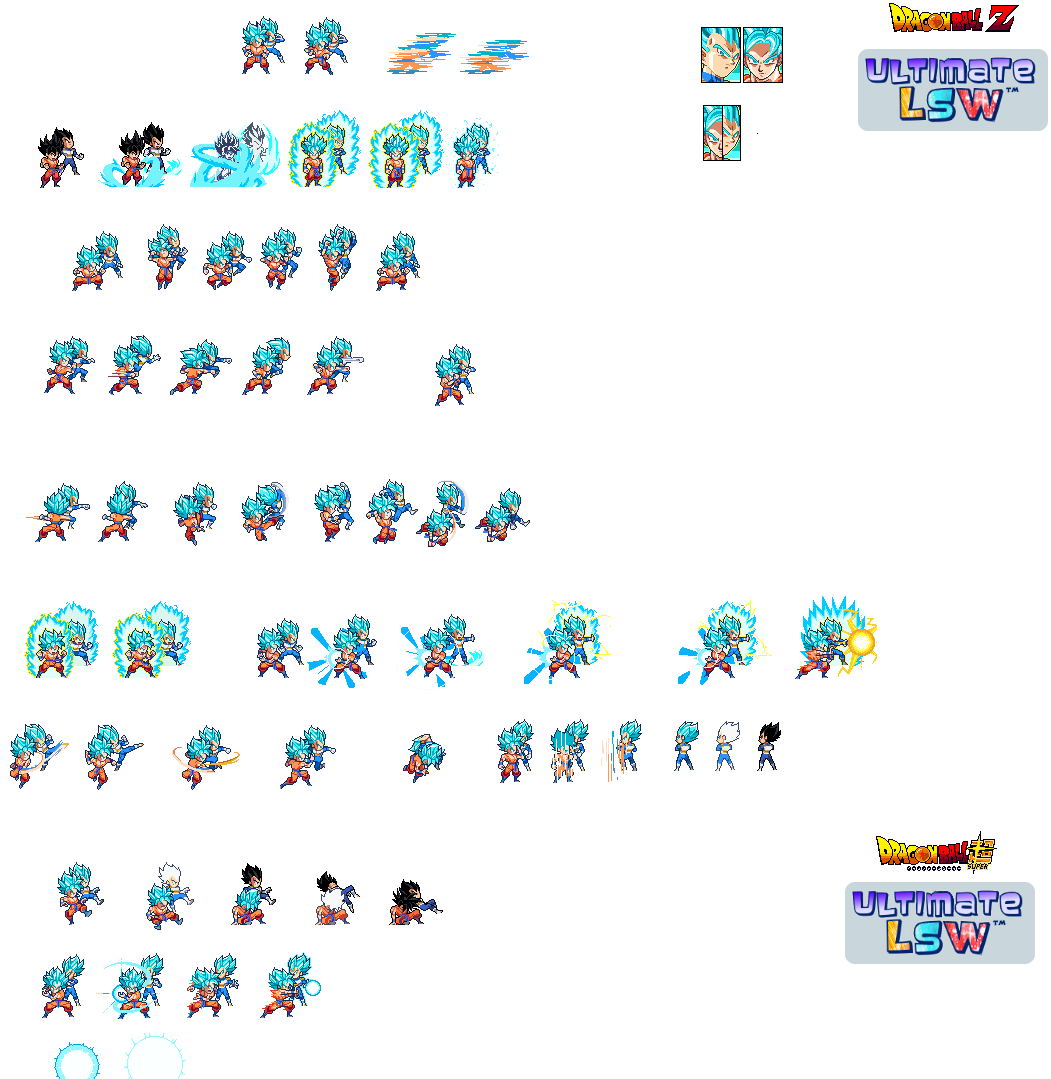 DRAGON BALL Z
ULTIMATE
LSW™
DRAGON BALL 超
SUPER
ULTIMATE
LSW™